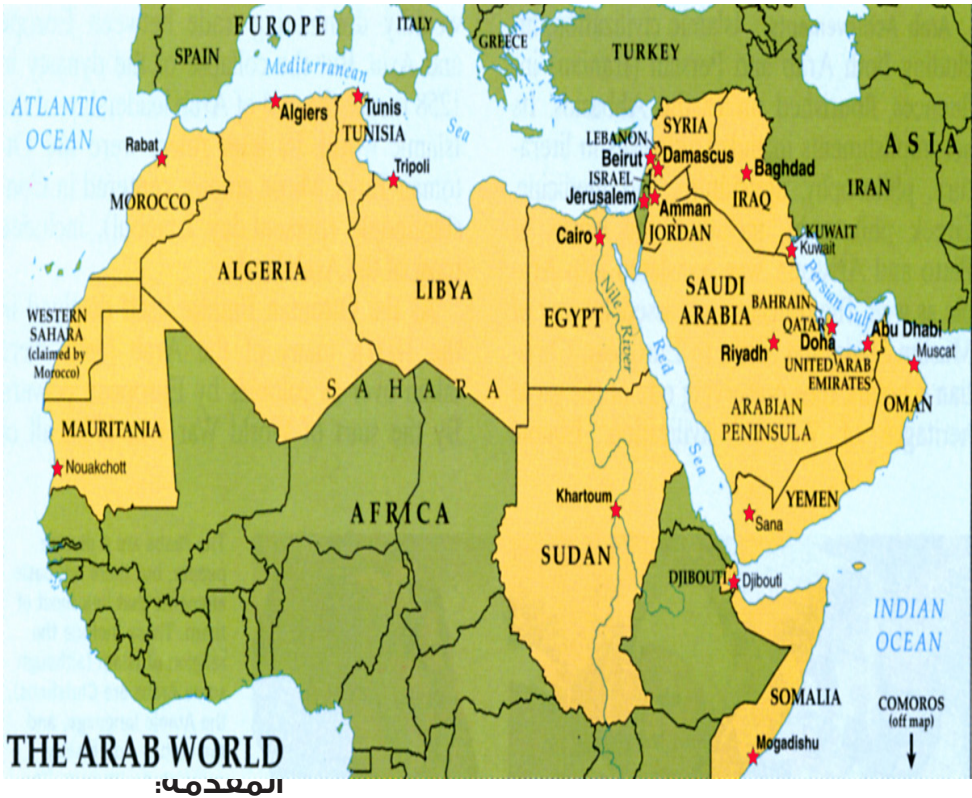 EUROPE
ITALY
GREECE
SPAIN
TURKEY
Mediterranean
Sea
ATLANTIC
OCEAN
Algiers
Tunis
TUNISIA
ASIA
Rabat
SYRIA
LEBANON
Beirut
Damascus
Baghdad
Tripoli
ISRAEL
IRAN
Jerusalem
IRAQ
MOROCCO
Amman
JORDAN
Cairo
KUWAIT
Kuwait
ALGERIA
LIBYA
EGYPT
Nile
River
SAUDI
ARABIA
Persian Gulf
BAHRAIN
QATAR
Doha
Abu Dhabi
Muscat
WESTERN
SAHARA
(claimed by
Morocco)
Red
Sea
Riyadh
UNITED ARAB
EMIRATES
SAHARA
OMAN
ARABIAN
PENINSULA
MAURITANIA
Nouakchott
YEMEN
Khartoum
Sana
AFRICA
SUDAN
DJIBOUTI
Djibouti
INDIAN
OCEAN
SOMALIA
COMOROS
(off map)
Mogadishu
THE ARAB WORLD
المقدمة: